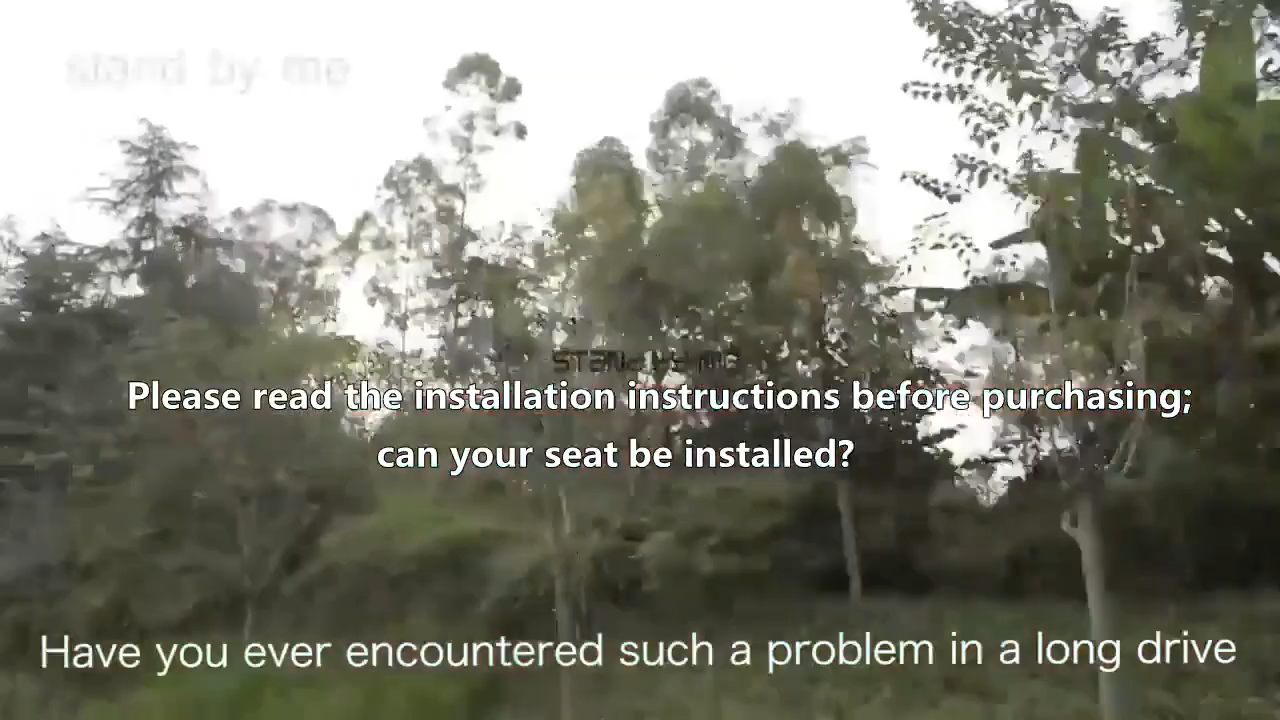 stand by me
Please read the installation instructions before purchasing;
can your seat be installed?
Have you ever encountered such a problem in a long drive